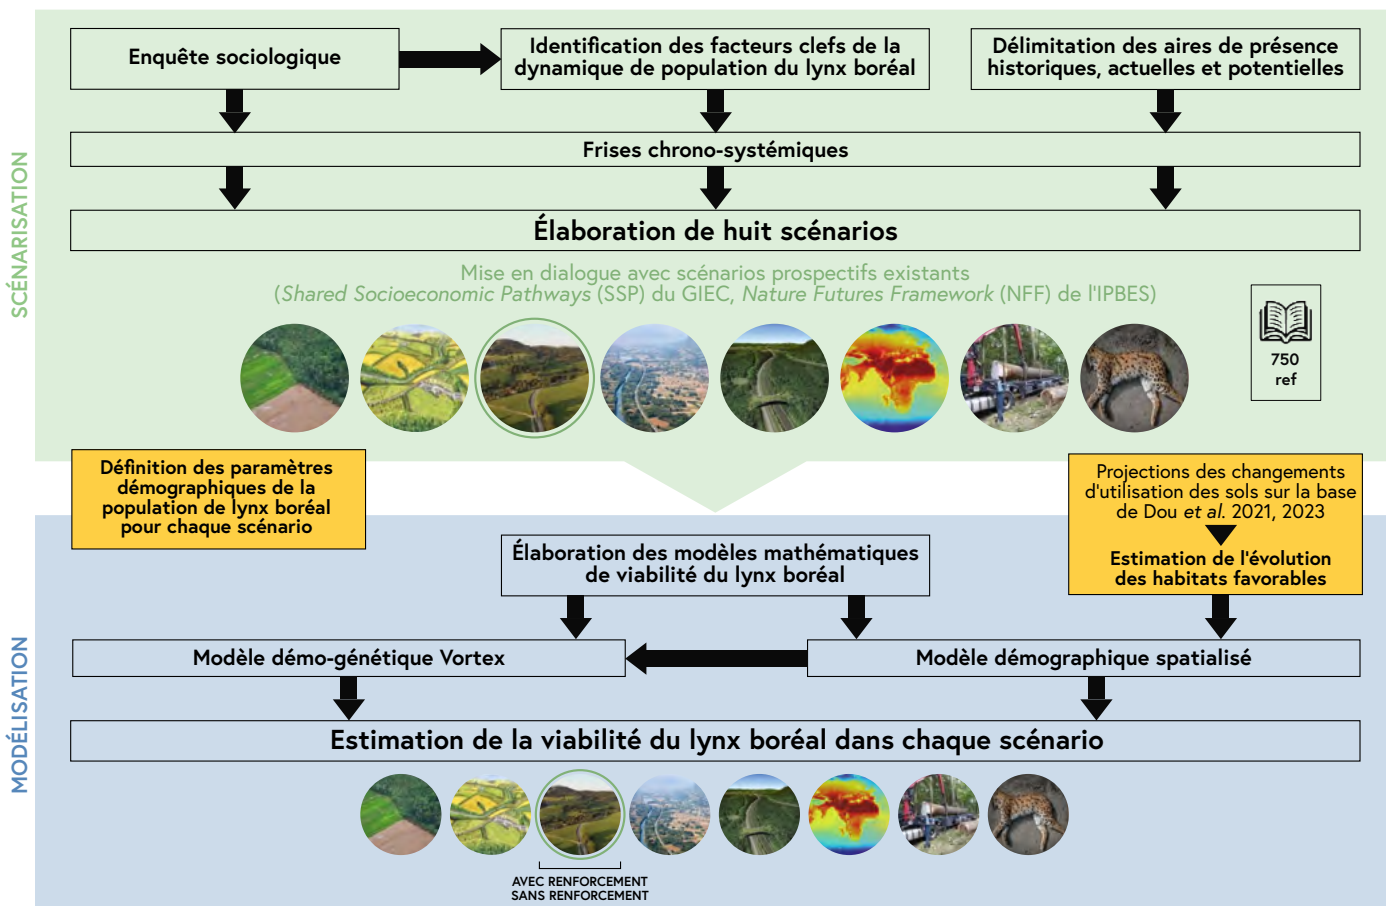 SCÉNARISATION
Enquête sociologique
Identification des facteurs clefs de la
dynamique de population du lynx boréal
Délimitation des aires de présence
historiques, actuelles et potentielles
Frises chrono-systémiques
Élaboration de huit scénarios
Mise en dialogue avec scénarios prospectifs existants
(Shared Socioeconomic Pathways (SSP) du GIEC, Nature Futures Framework (NFF) de l'IPBES)
750
ref
Définition des paramètres
démographiques de la
population de lynx boréal
pour chaque scénario
Projections des changements
d'utilisation des sols sur la base
de Dou et al. 2021, 2023
Estimation de l'évolution
des habitats favorables
MODÉLISATION
Élaboration des modèles mathématiques
de viabilité du lynx boréal
Modèle démo-génétique Vortex
Modèle démographique spatialisé
Estimation de la viabilité du lynx boréal dans chaque scénario
AVEC RENFORCEMENT
SANS RENFORCEMENT